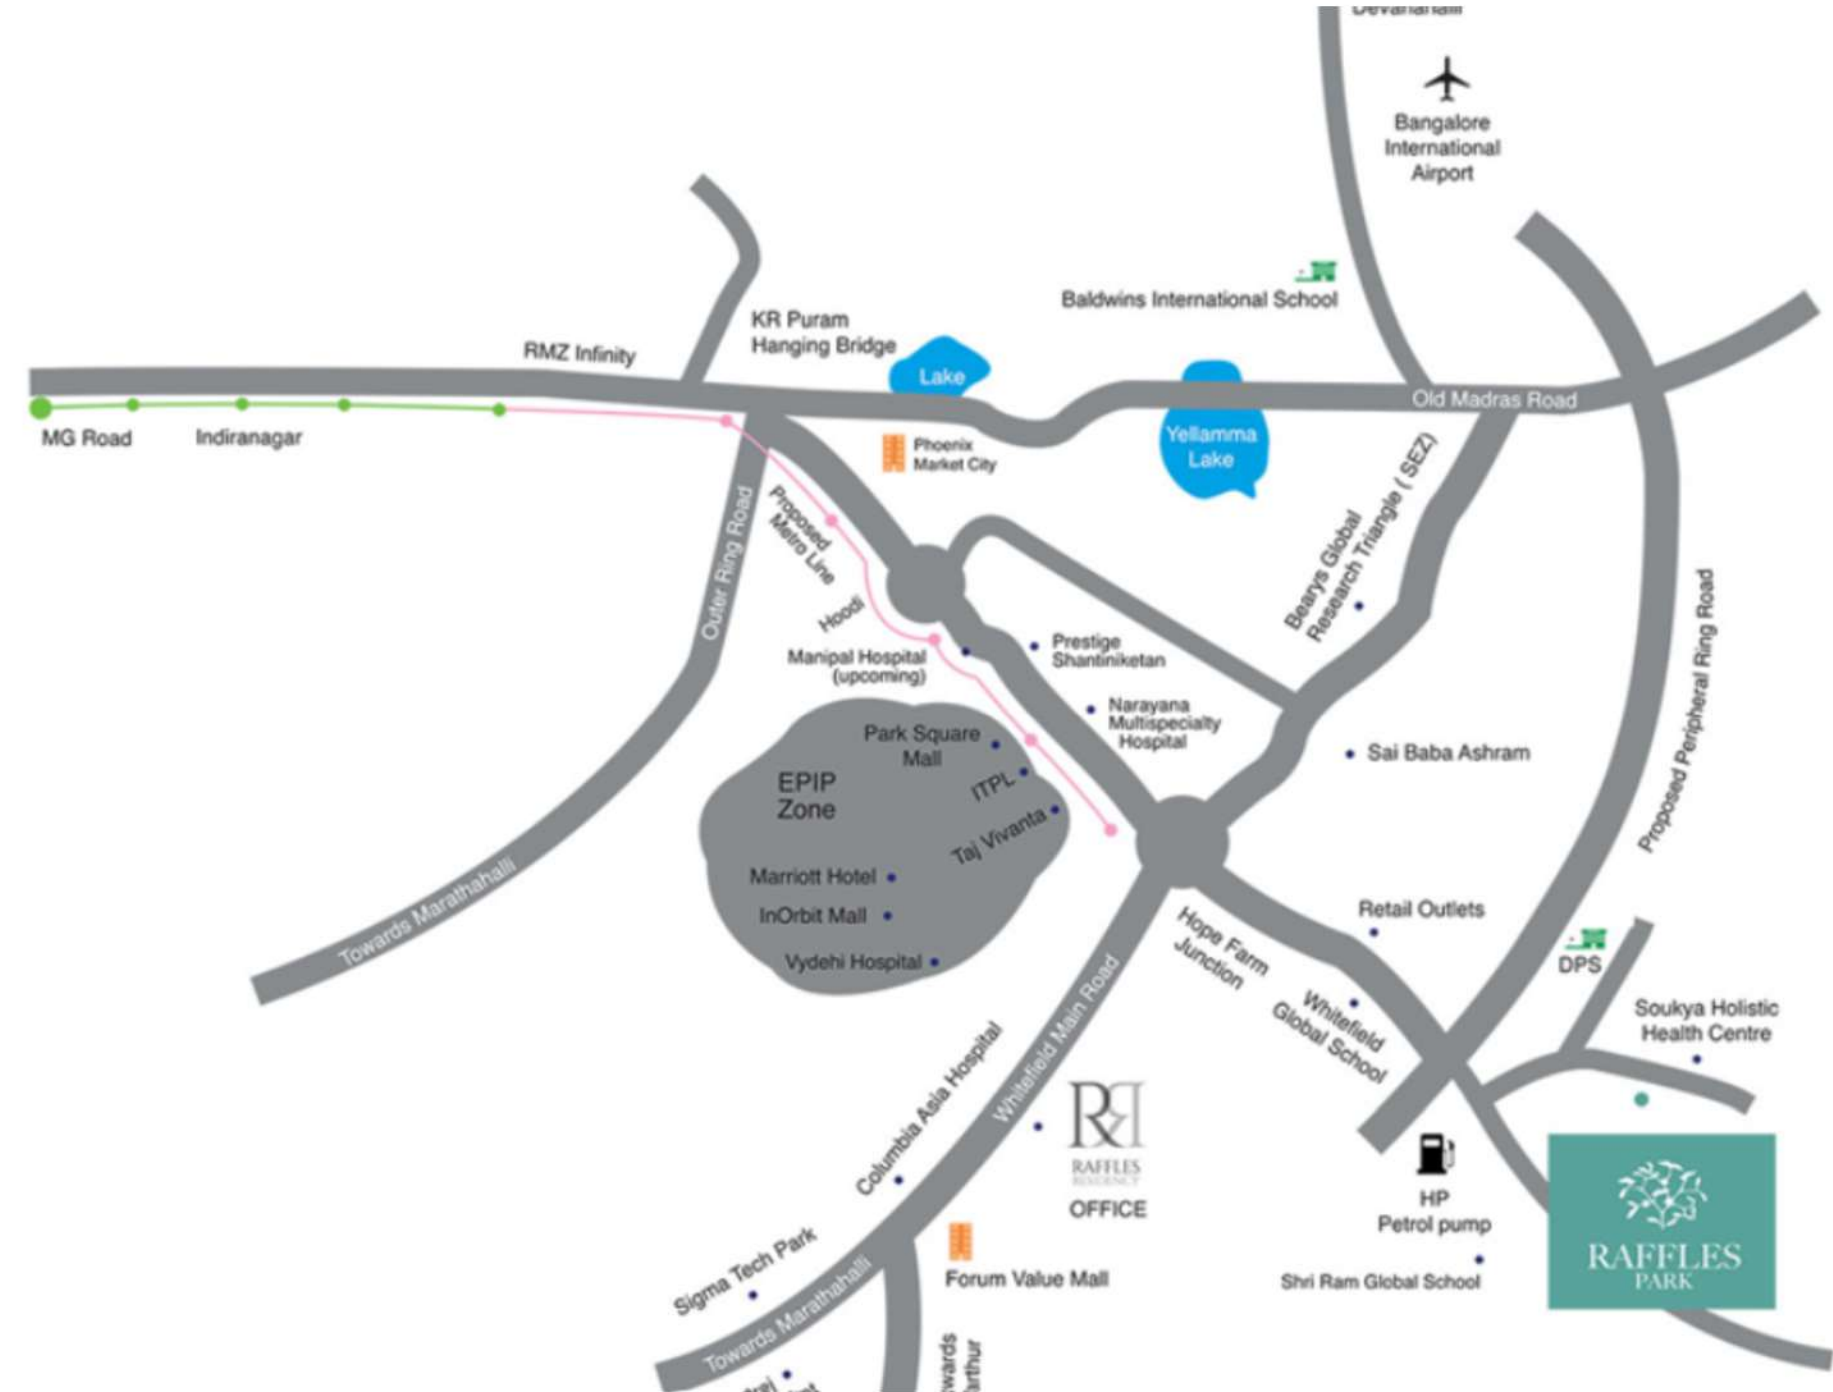 Devanahalli
Bangalore
International
Airport
Baldwins International School
KR Puram
Hanging Bridge
RMZ Infinity
Lake
Old Madras Road
MG Road
Indiranagar
Phoenix
Market City
Yellamma
Lake
Proposed
Metro Line
Outer Ring Road
Bearys Global
Research Triangle ( SEZ)
Proposed Peripheral Ring Road
Hoodi
Manipal Hospital
(upcoming)
Prestige
Shantiniketan
Narayana
Multispecialty
Hospital
Park Square
Mall
EPIP
Zone
ITPL
Taj Vivanta
Sai Baba Ashram
Marriott Hotel
InOrbit Mall
Vydehi Hospital
Towards Marathahalli
Hope Farm
Junction
Retail Outlets
DPS
Whitefield
Global School
Soukya Holistic
Health Centre
Whitefield Main Road
Columbia Asia Hospital
RR
RAFFLES
REGENCY
OFFICE
HP
Petrol pump
Shri Ram Global School
RAFFLES
PARK
Sigma Tech Park
Forum Value Mall
Towards Marathahalli